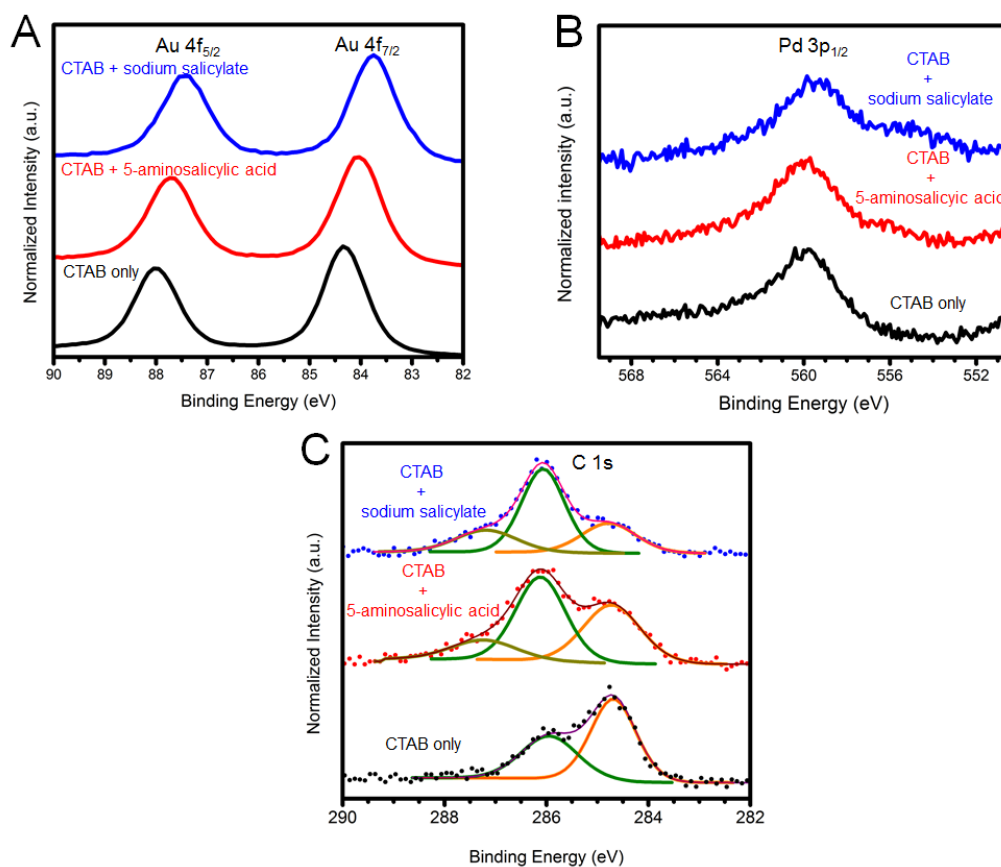 A
Au 4f5/2
Au 4f7/2
CTAB + sodium salicylate
CTAB + 5-aminosalicylic acid
CTAB only
Normalized Intensity (a.u.)
90 89 88 87 86 85 84 83 82
Binding Energy (eV)
B
Pd 3p1/2
CTAB
+
sodium salicylate
CTAB
+
5-aminosalicyic acid
CTAB only
Normalized intensity (a.u.)
568 564 560 556 552
Binding Energy (eV)
C
C 1s
CTAB
+
sodium salicylate
CTAB
+
5-aminosalicylic acid
CTAB only
Normalized Intensity (a.u.)
290 288 286 284 282
Binding Energy (eV)